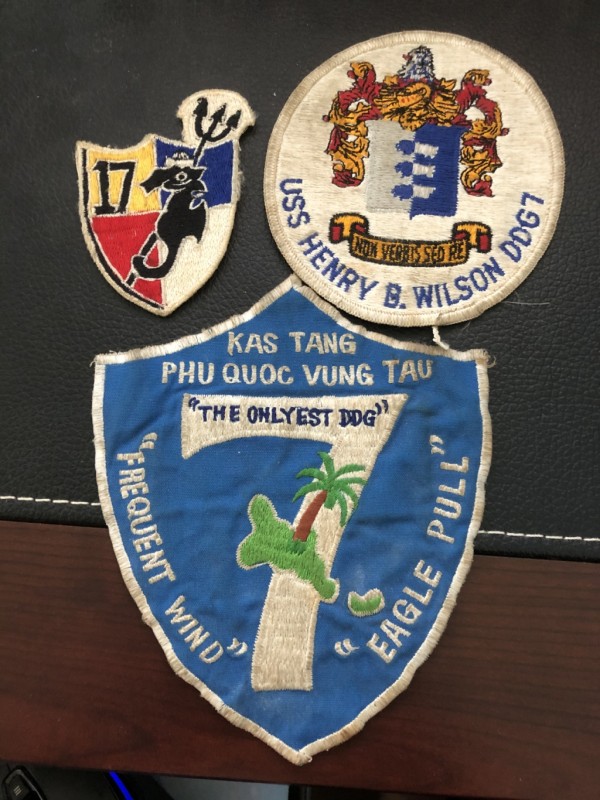 17
NON VERBIS SED RE
USS HENRY B. WILSON DDG7
KAS TANG
PHU QUOC VUNG TAU
"THE ONLYEST DDG"
7
"FREQUENT WIND"
"EAGLE PULL"